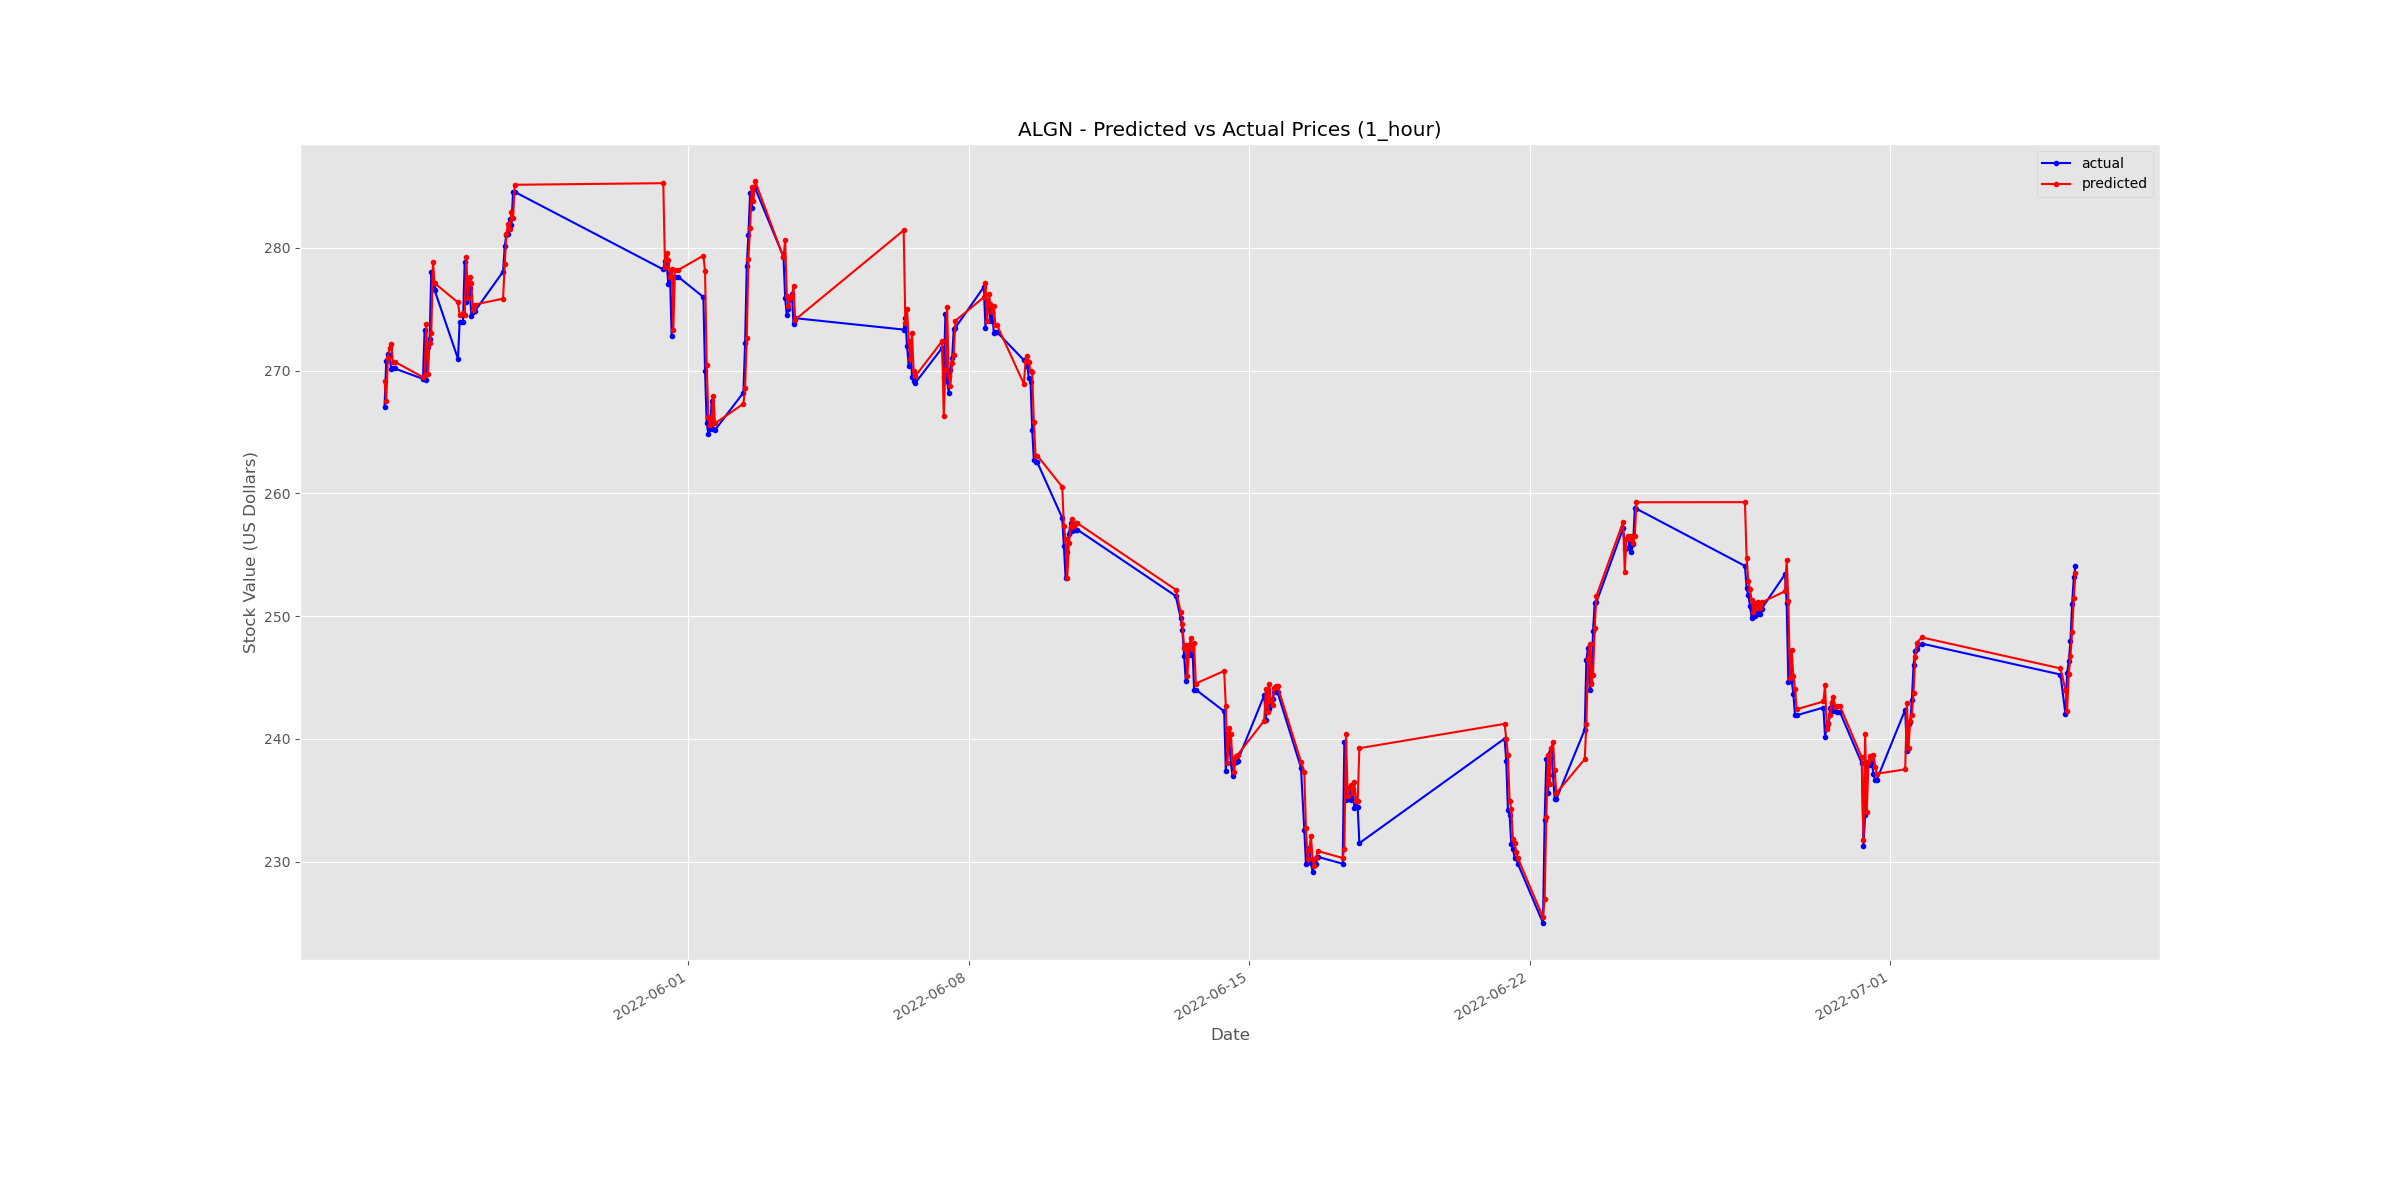 ALGN - Predicted vs Actual Prices (1_hour)
actual
predicted
Stock Value (US Dollars)
280
270
260
250
240
230
2022-06-01
2022-06-08
2022-06-15
2022-06-22
2022-07-01
Date